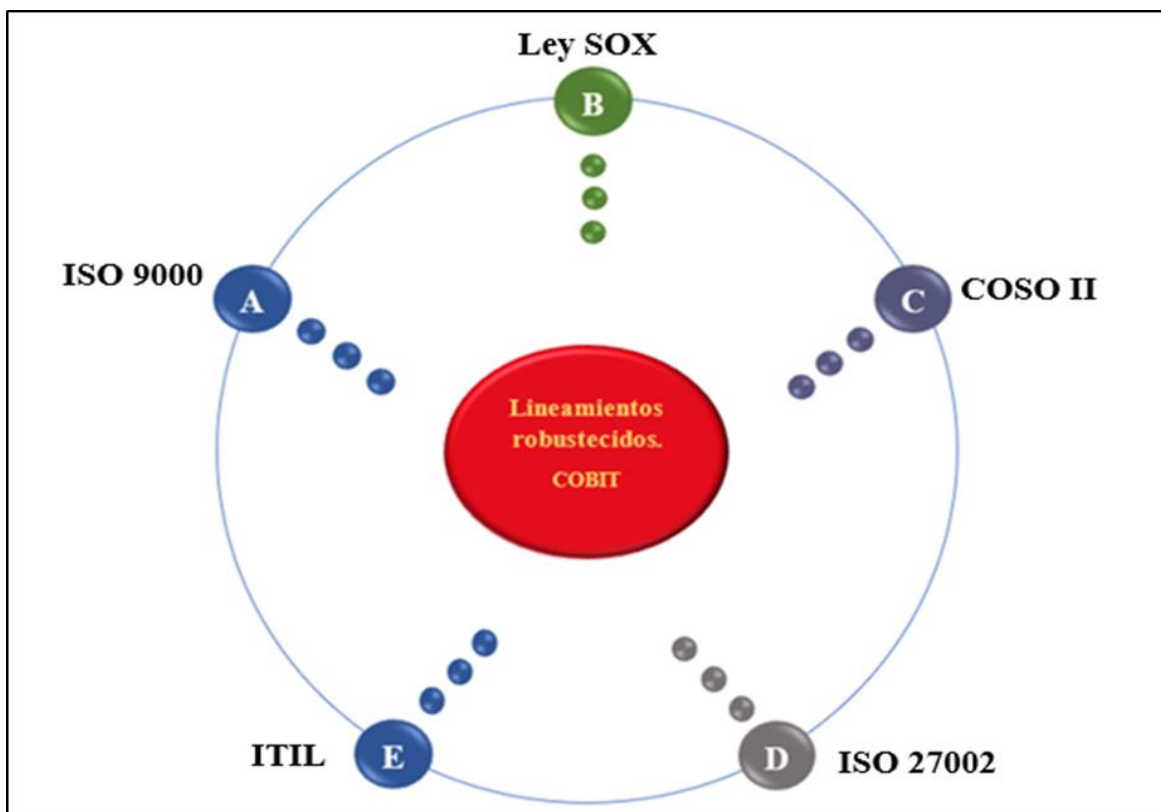 Ley SOX
B
ISO 9000
A
C
COSO II
Lineamientos
robustecidos.
COBIT
ITIL
E
D
ISO 27002